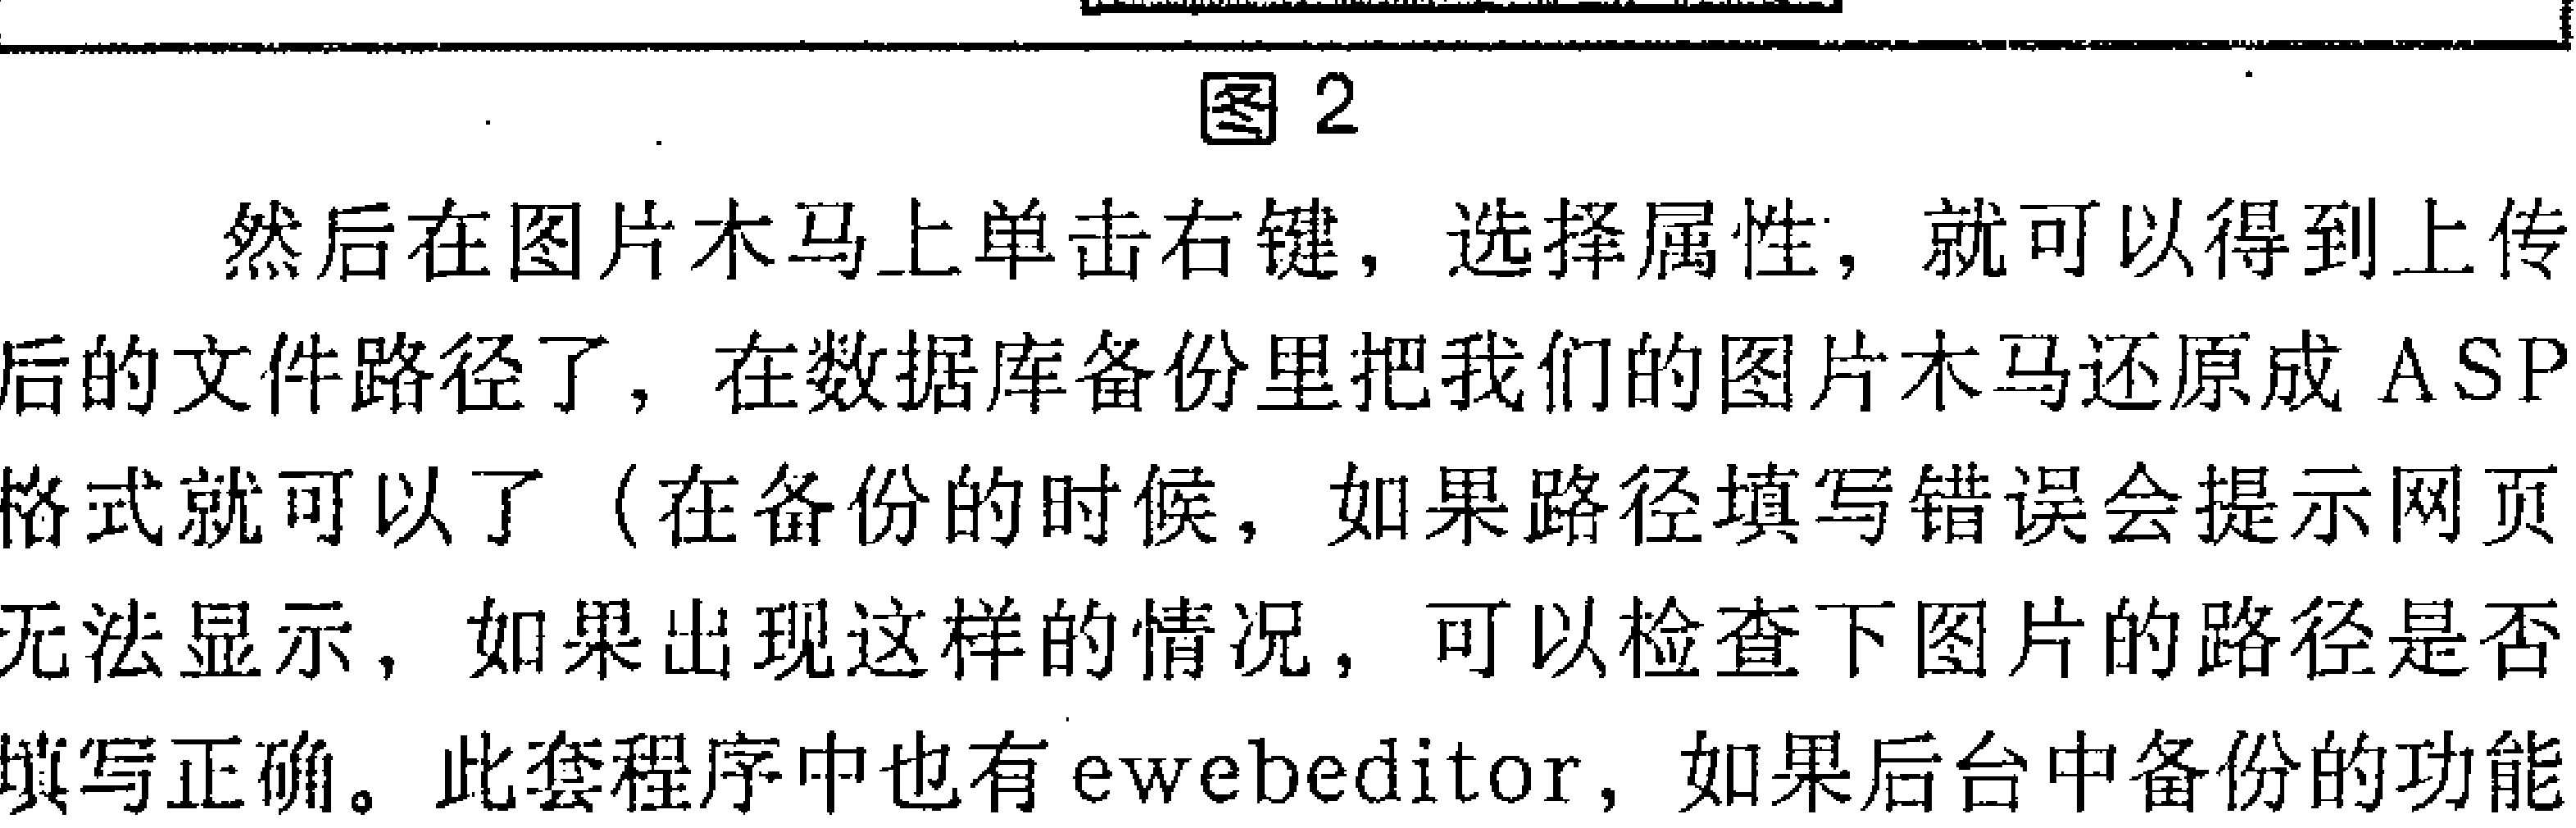 图 2
然后在图片木马上单击右键，选择属性，就可以得到上传
后的文件路径了，在数据库备份里把我们的图片木马还原成 ASP
格式就可以了（在备份的时候，如果路径填写错误会提示网页
无法显示，如果出现这样的情况，可以检查下图片的路径是否
填写正确。此套程序中也有 ewebeditor，如果后台中备份的功能